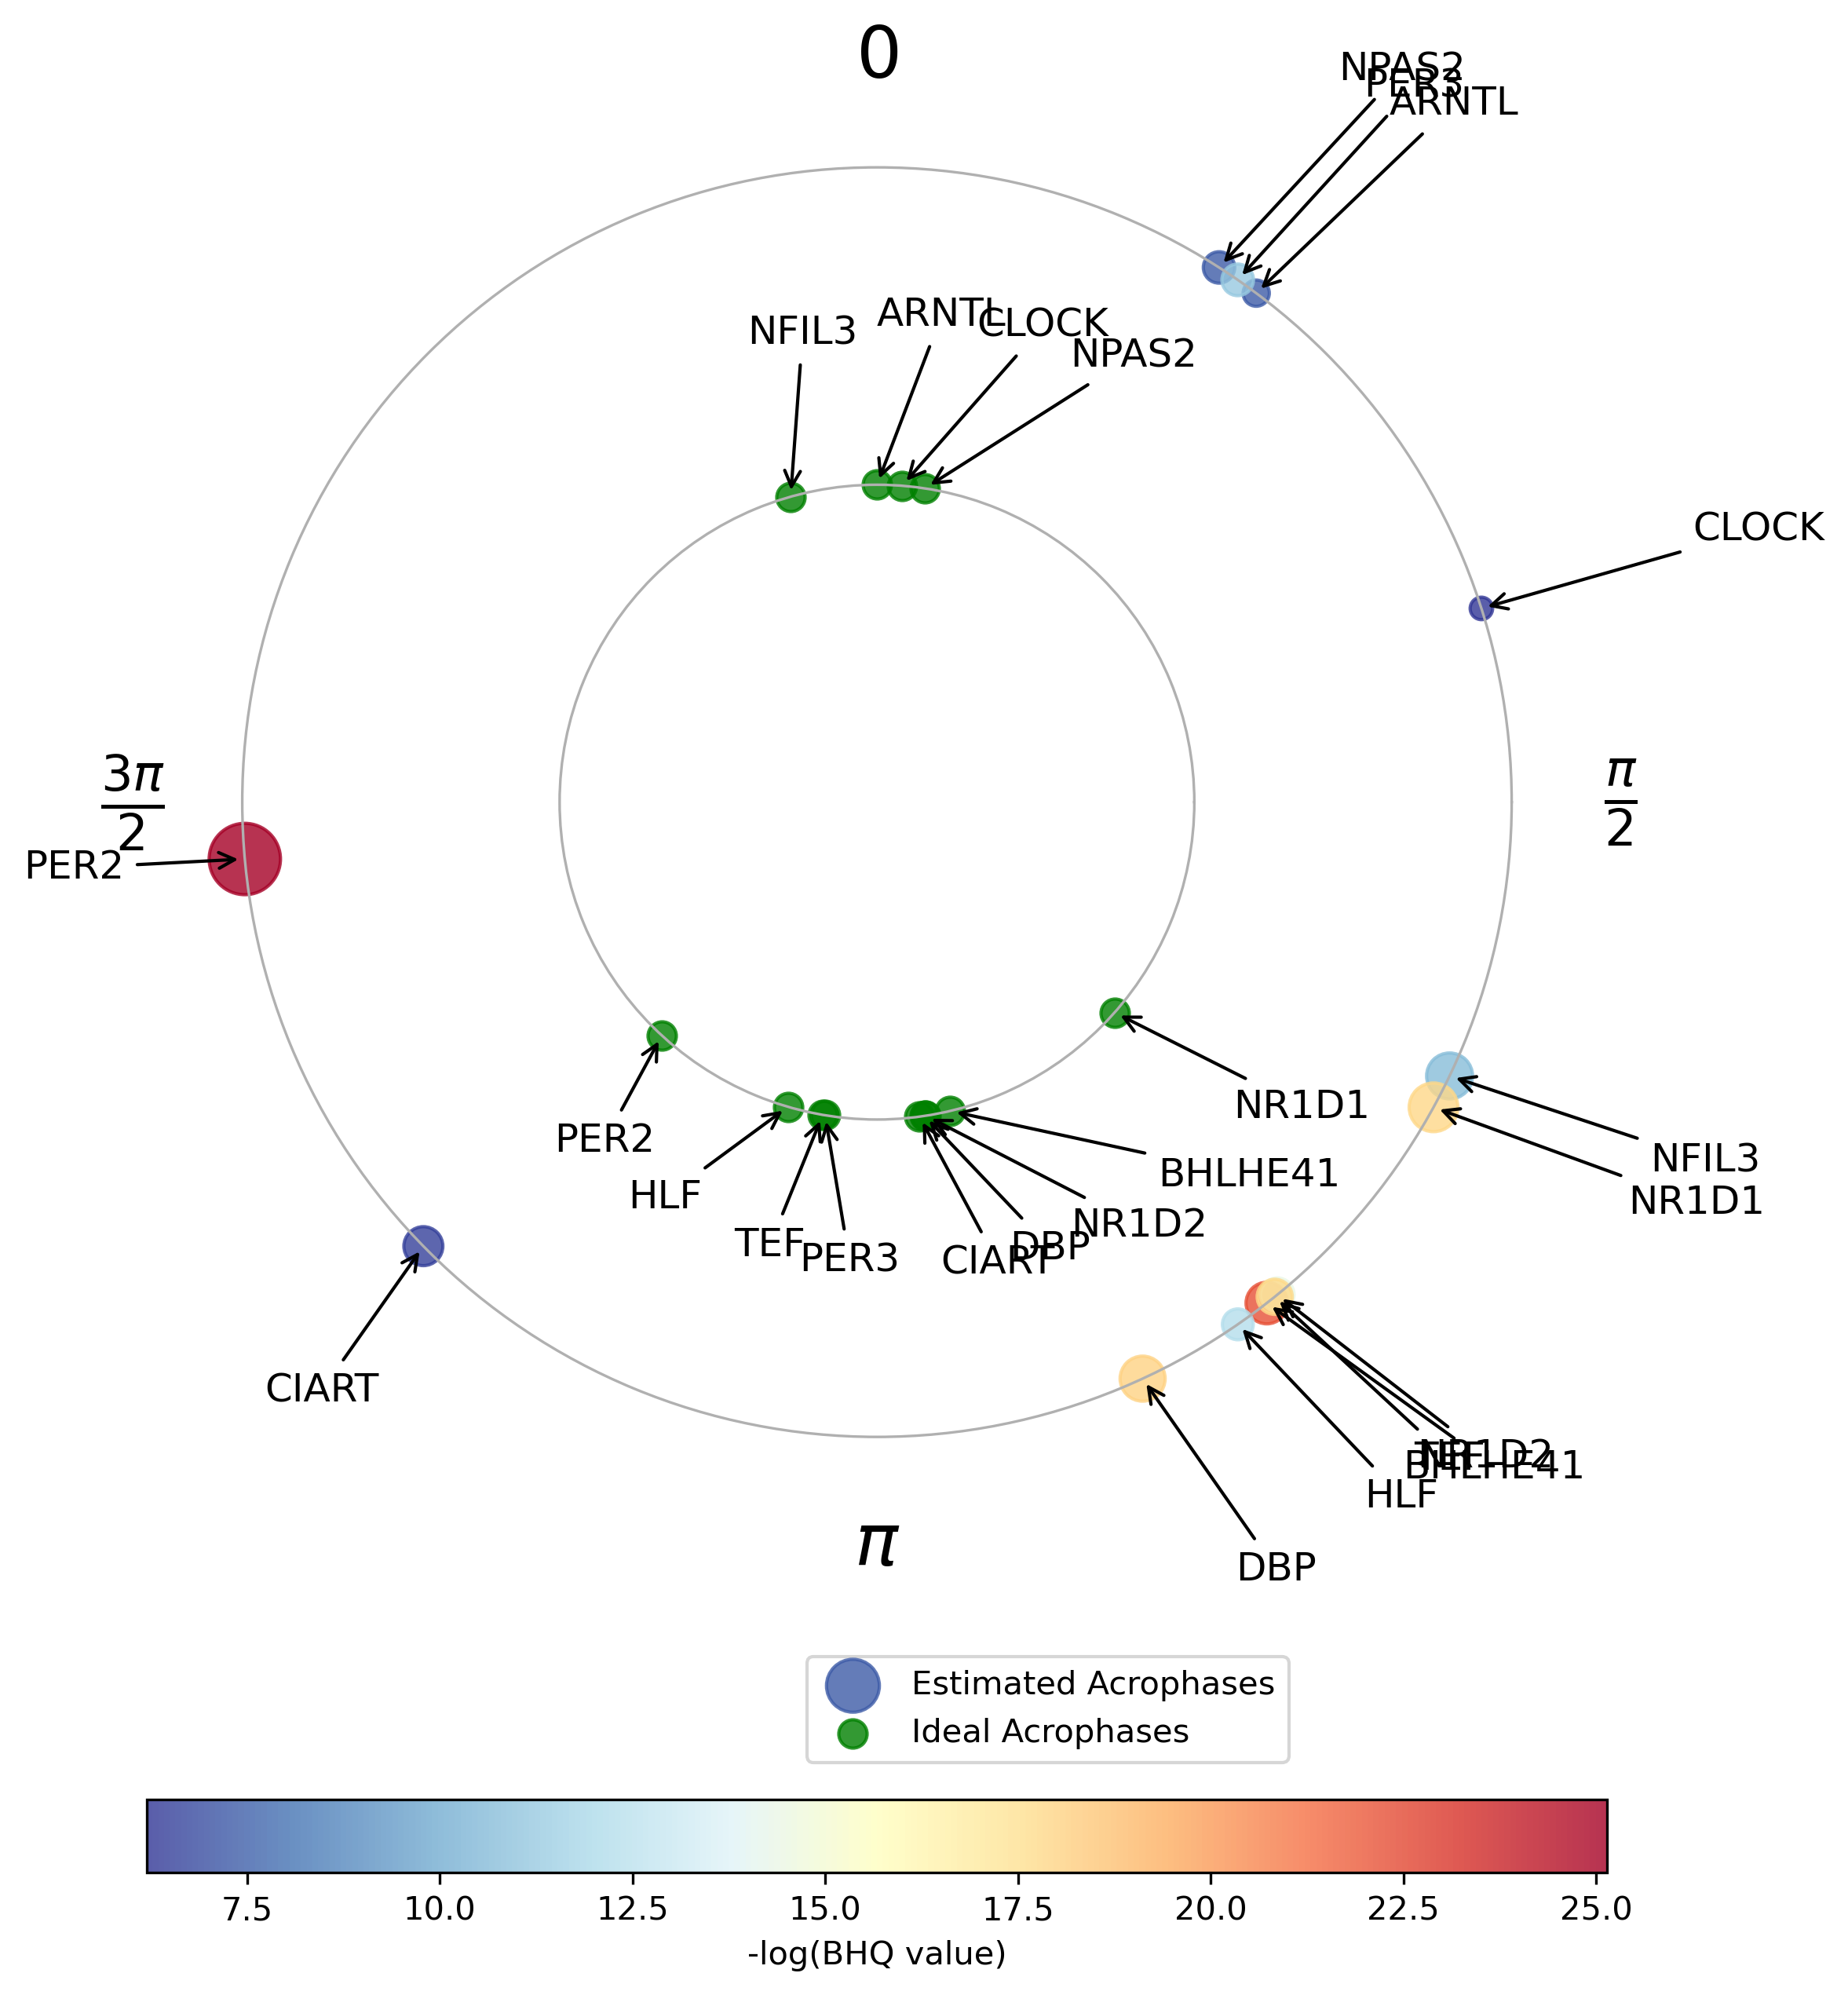 0
NPAS2
PER3
ARNTL
NFIL3
ARNTL
CLOCK
NPAS2
CLOCK
3π
2
π
2
PER2
NR1D1
PER2
HLF
TEF
PER3
CIART
DBP
NR1D2
BHLHE41
NFIL3
NR1D1
CIART
NR1D2
TEF
BHLHE41
HLF
DBP
π
Estimated Acrophases
Ideal Acrophases
7.5 10.0 12.5 15.0 17.5 20.0 22.5 25.0
-log(BHQ value)